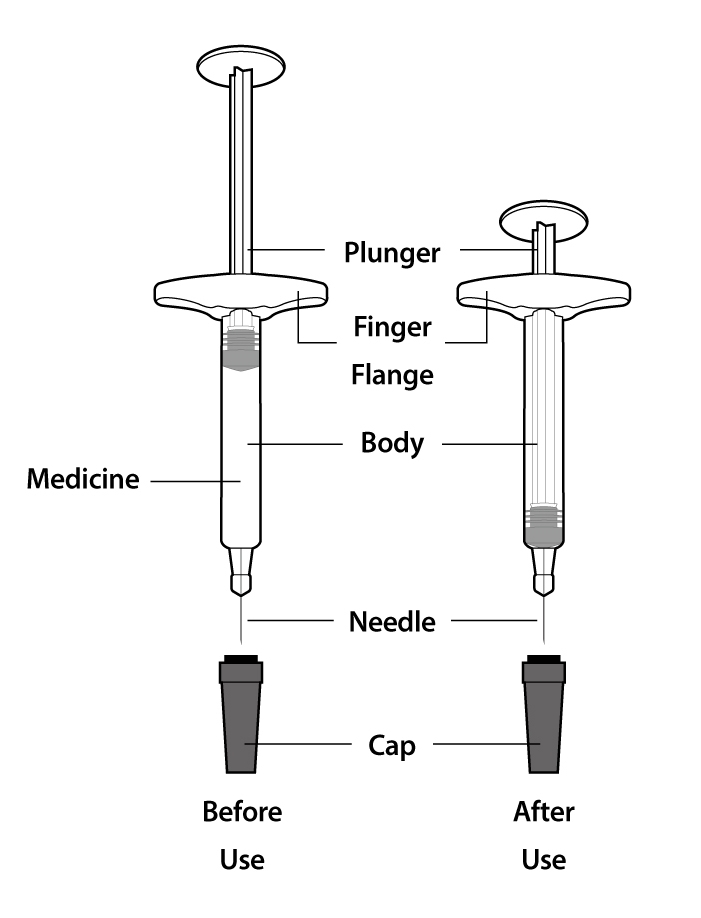 Plunger
Finger
Flange
Body
Medicine
Needle
Cap
Before
Use
After
Use